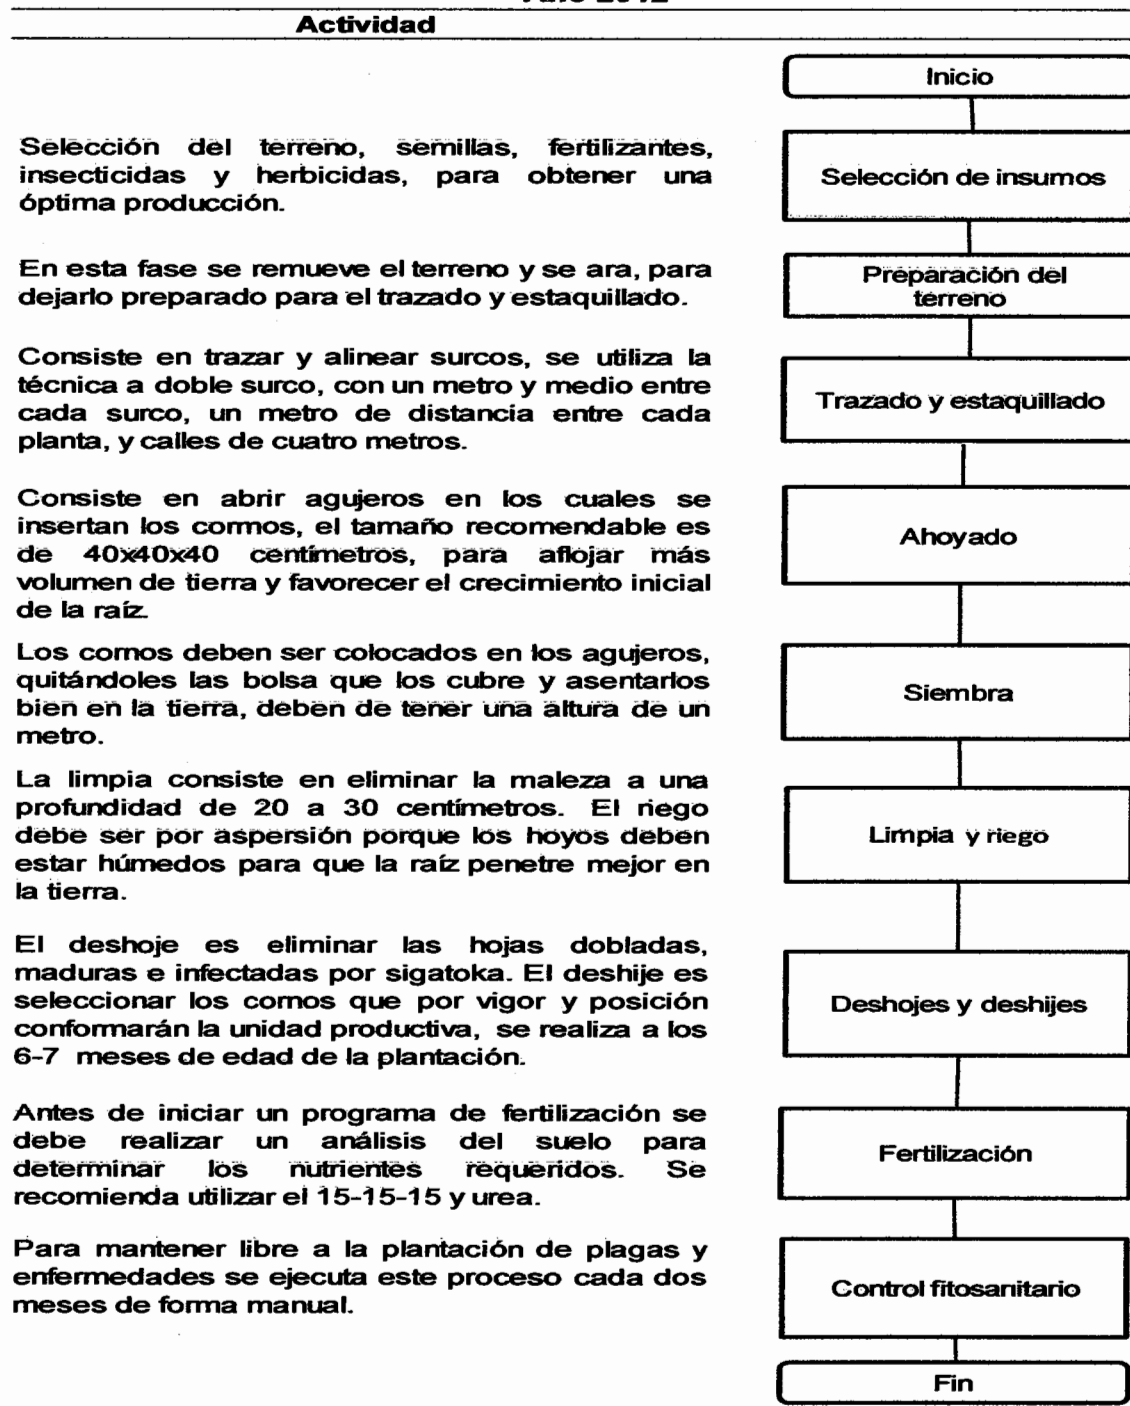 Actividad
Inicio
Selección del terreno, semillas, fertilizantes,
insecticidas y herbicidas, para obtener una
óptima producción.
Selección de insumos
En esta fase se remueve el terreno y se ara, para
dejarlo preparado para el trazado y estaquillado.
Preparación del
terreno
Consiste en trazar y alinear surcos, se utiliza la
técnica a doble surco, con un metro y medio entre
cada surco, un metro de distancia entre cada
planta, y calles de cuatro metros.
Trazado y estaquillado
Consiste en abrir agujeros en los cuales se
insertan los cormos, el tamaño recomendable es
de 40x40x40 centímetros, para aflojar más
volumen de tierra y favorecer el crecimiento inicial
de la raíz.
Ahoyado
Los cornos deben ser colocados en los agujeros,
quitándoles las bolsa que los cubre y asentarlos
bien en la tierra, deben de tener una altura de un
metro.
Siembra
La limpia consiste en eliminar la maleza a una
profundidad de 20 a 30 centímetros. El riego
debe ser por aspersión porque los hoyos deben
estar húmedos para que la raíz penetre mejor en
la tierra.
Limpia y riego
El deshoje es eliminar las hojas dobladas,
maduras e infectadas por sigatoka. El deshije es
seleccionar los cornos que por vigor y posición
conformarán la unidad productiva, se realiza a los
6-7 meses de edad de la plantación.
Deshojes y deshijes
Antes de iniciar un programa de fertilización se
debe realizar un análisis del suelo para
determinar los nutrientes requeridos. Se
recomienda utilizar el 15-15-15 y urea.
Fertilización
Para mantener libre a la plantación de plagas y
enfermedades se ejecuta este proceso cada dos
meses de forma manual.
Control fitosanitario
Fin